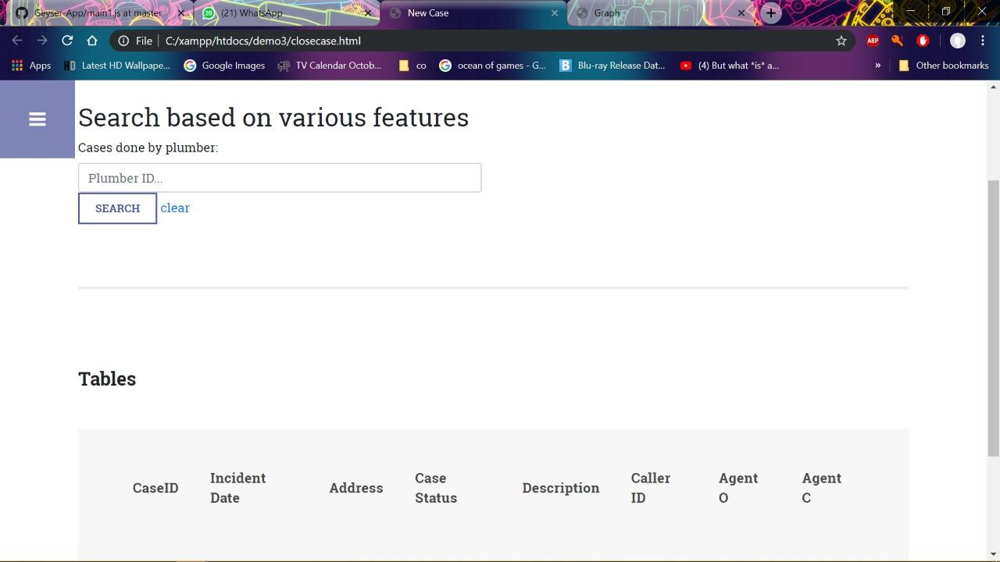 Geyser-App/main1.js at master
(21) WhatsApp
New Case
Graph
File
C:/xampp/htdocs/demo3/closecase.html
ABP
Apps
HD
Latest HD Wallpape...
Google Images
TV Calendar Octob...
co
ocean of games - G...
B
Blu-ray Release Dat...
(4) But what *is* a...
»
Other bookmarks
Search based on various features
Cases done by plumber:
Plumber ID...
SEARCH clear
Tables
CaseID
Incident
Date
Address
Case
Status
Description
Caller
ID
Agent
O
Agent
C